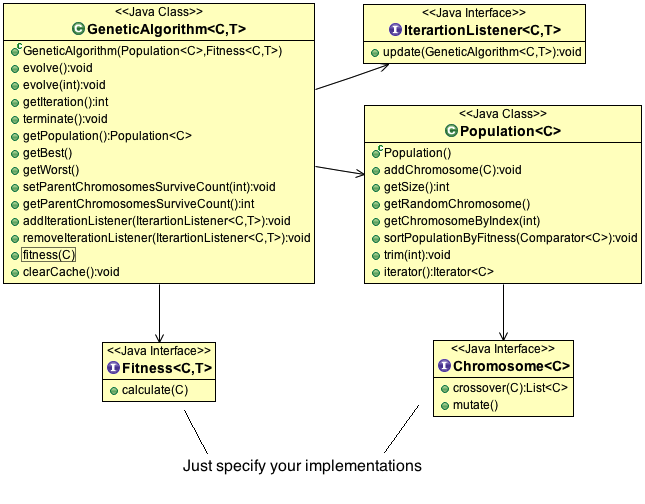 <<Java Class>>
GeneticAlgorithm<C,T>
GeneticAlgorithm(Population<C>,Fitness<C,T>)
evolve():void
evolve(int):void
getIteration():int
terminate():void
getPopulation():Population<C>
getBest()
getWorst()
setParentChromosomesSurviveCount(int):void
getParentChromosomesSurviveCount():int
addIterationListener(IterartionListener<C,T>):void
removeIterationListener(IterartionListener<C,T>):void
fitness(C)
clearCache():void
<<Java Interface>>
IterartionListener<C,T>
update(GeneticAlgorithm<C,T>):void
<<Java Class>>
Population<C>
Population()
addChromosome(C):void
getSize():int
getRandomChromosome()
getChromosomeByIndex(int)
sortPopulationByFitness(Comparator<C>):void
trim(int):void
iterator():Iterator<C>
<<Java Interface>>
Fitness<C,T>
calculate(C)
<<Java Interface>>
Chromosome<C>
crossover(C):List<C>
mutate()
Just specify your implementations